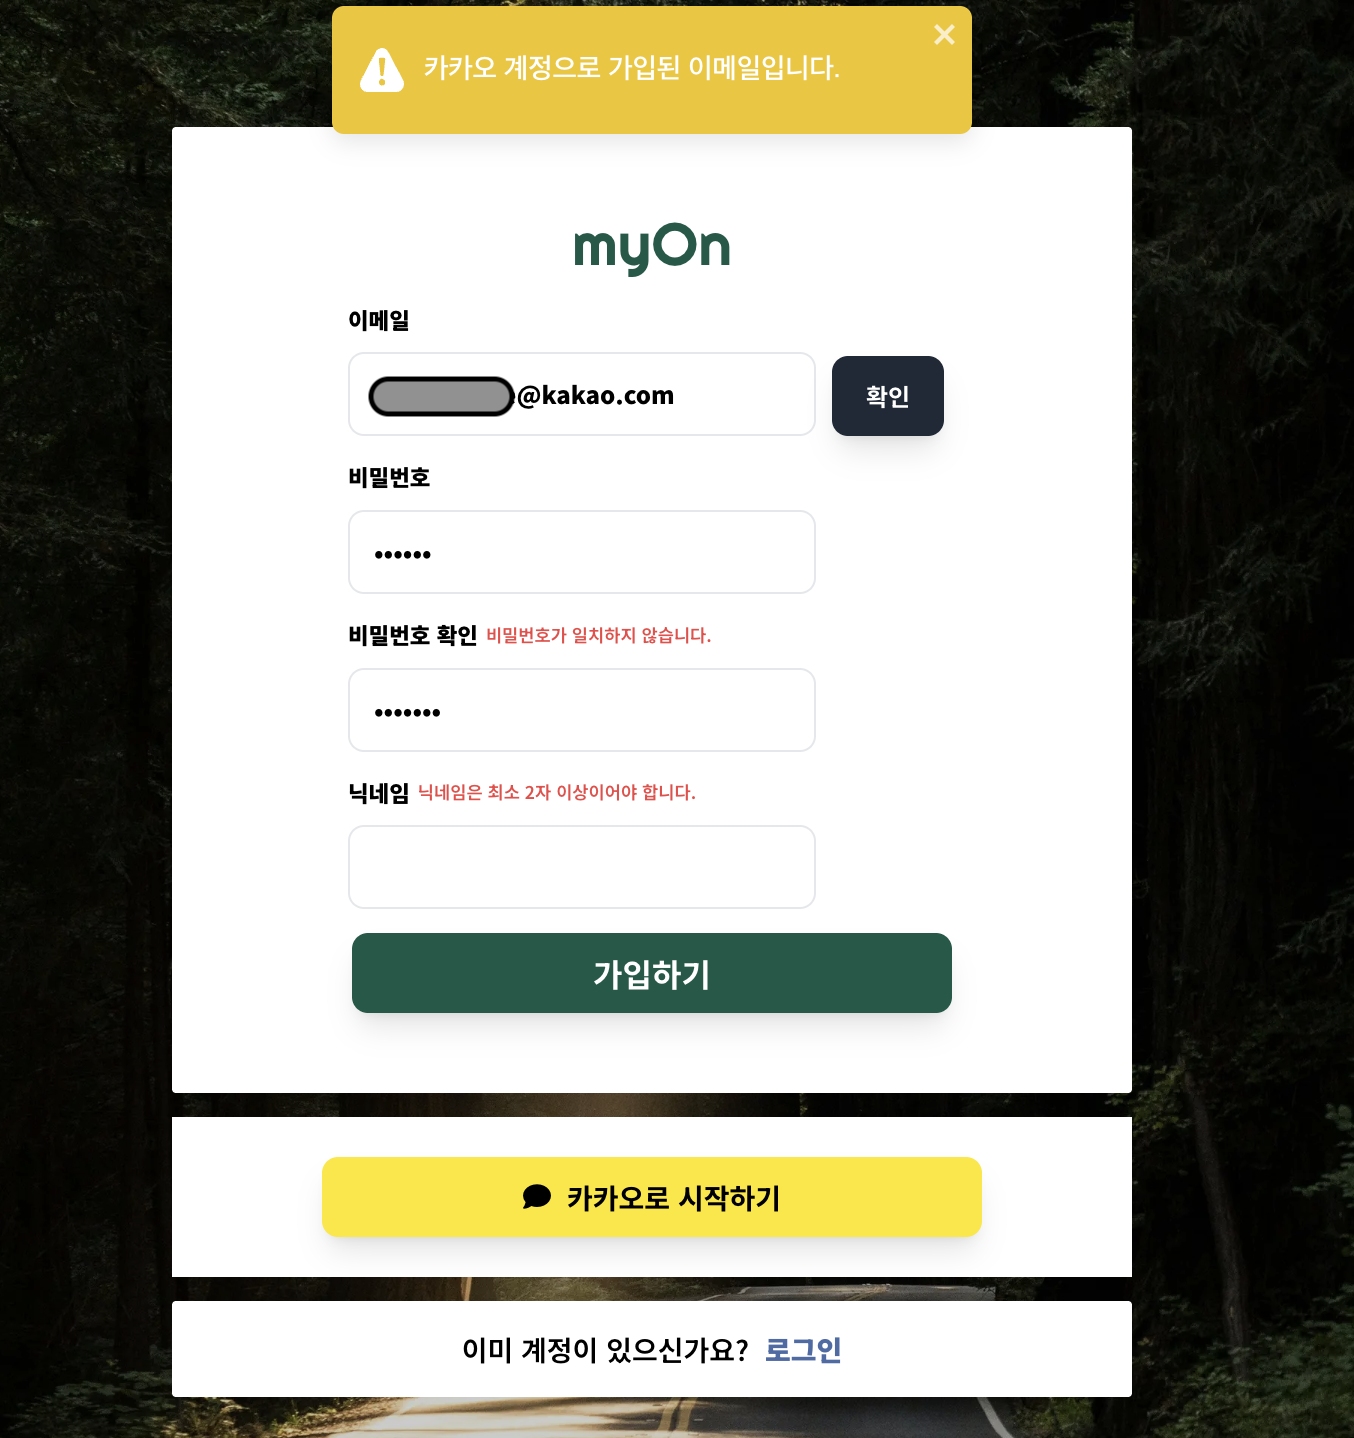 카카오 계정으로 가입된 이메일입니다.
myOn
이메일
@kakao.com
확인
비밀번호
••••••
비밀번호 확인 비밀번호가 일치하지 않습니다.
•••••••
닉네임 닉네임은 최소 2자 이상이어야 합니다.
가입하기
카카오로 시작하기
이미 계정이 있으신가요? 로그인